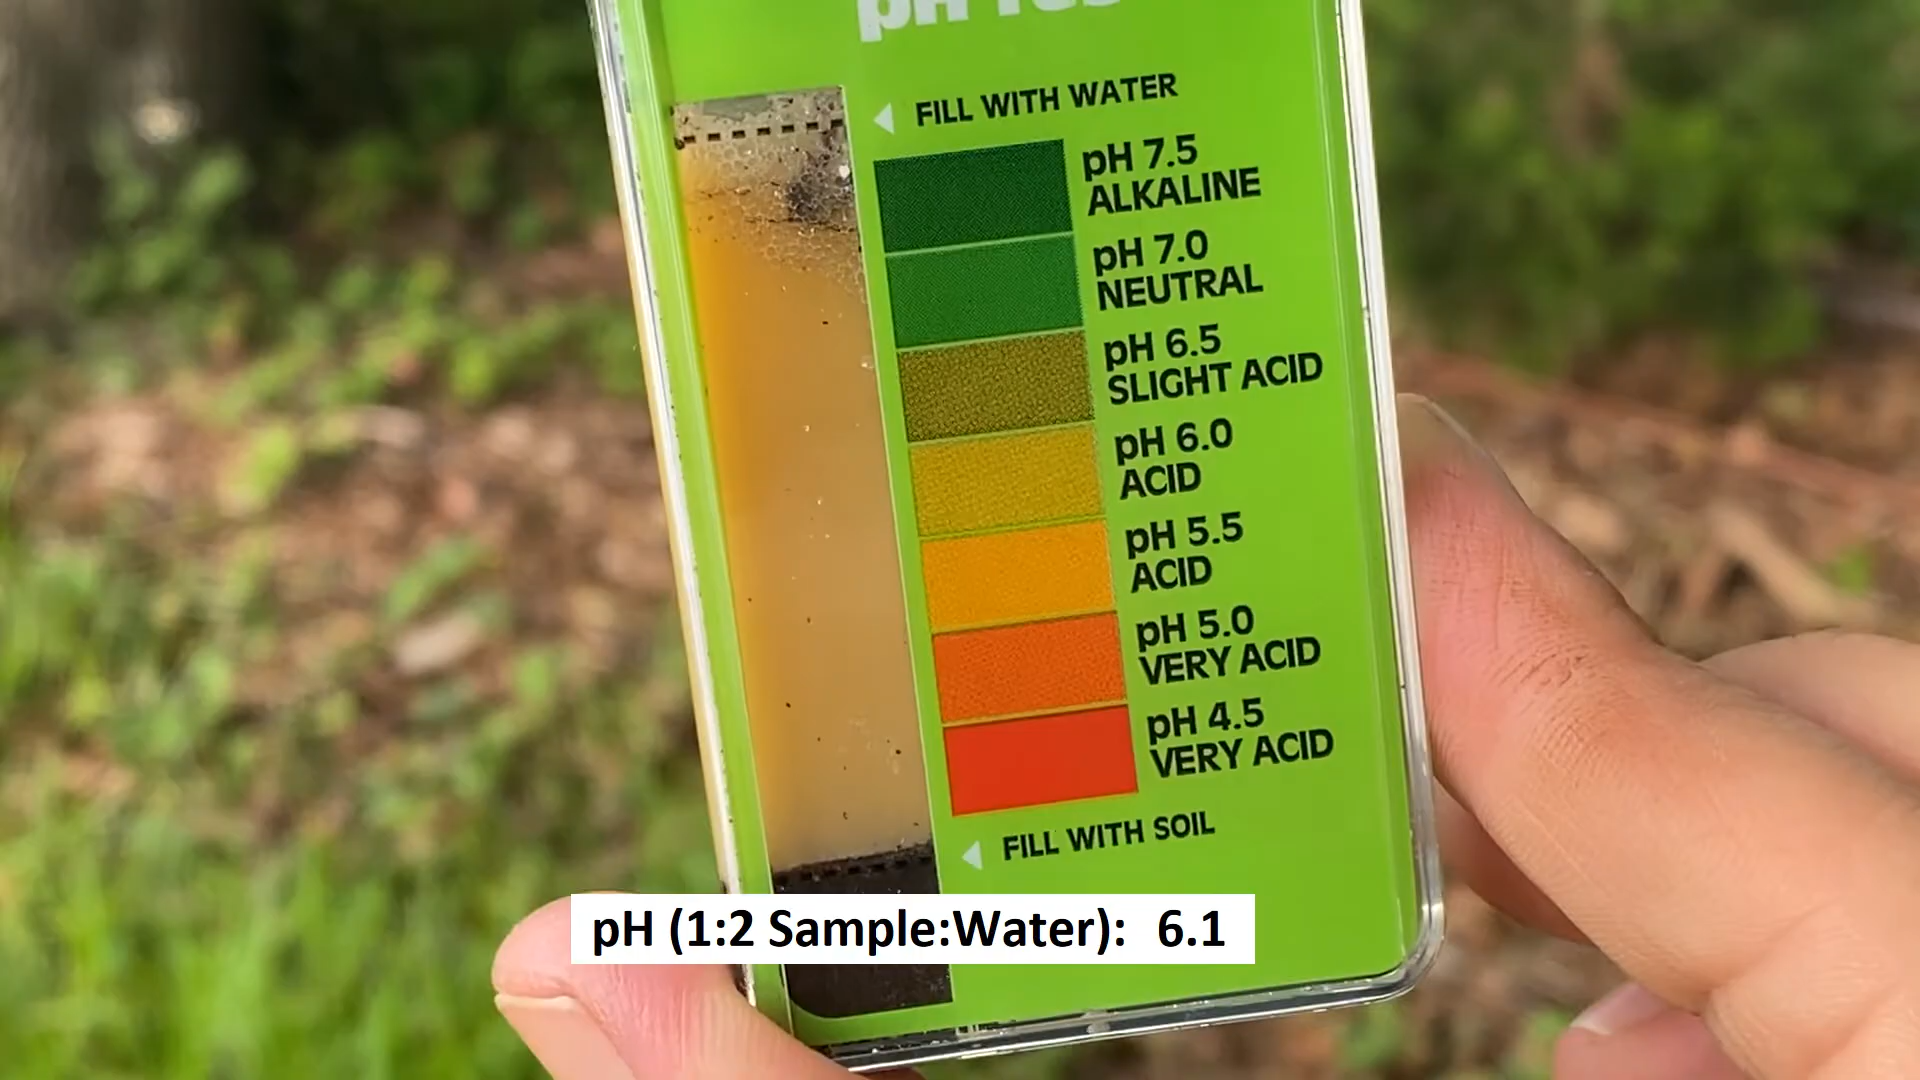 pH
FILL WITH WATER
pH 7.5
ALKALINE
pH 7.0
NEUTRAL
pH 6.5
SLIGHT ACID
pH 6.0
ACID
pH 5.5
ACID
pH 5.0
VERY ACID
pH 4.5
VERY ACID
FILL WITH SOIL
pH (1:2 Sample:Water): 6.1